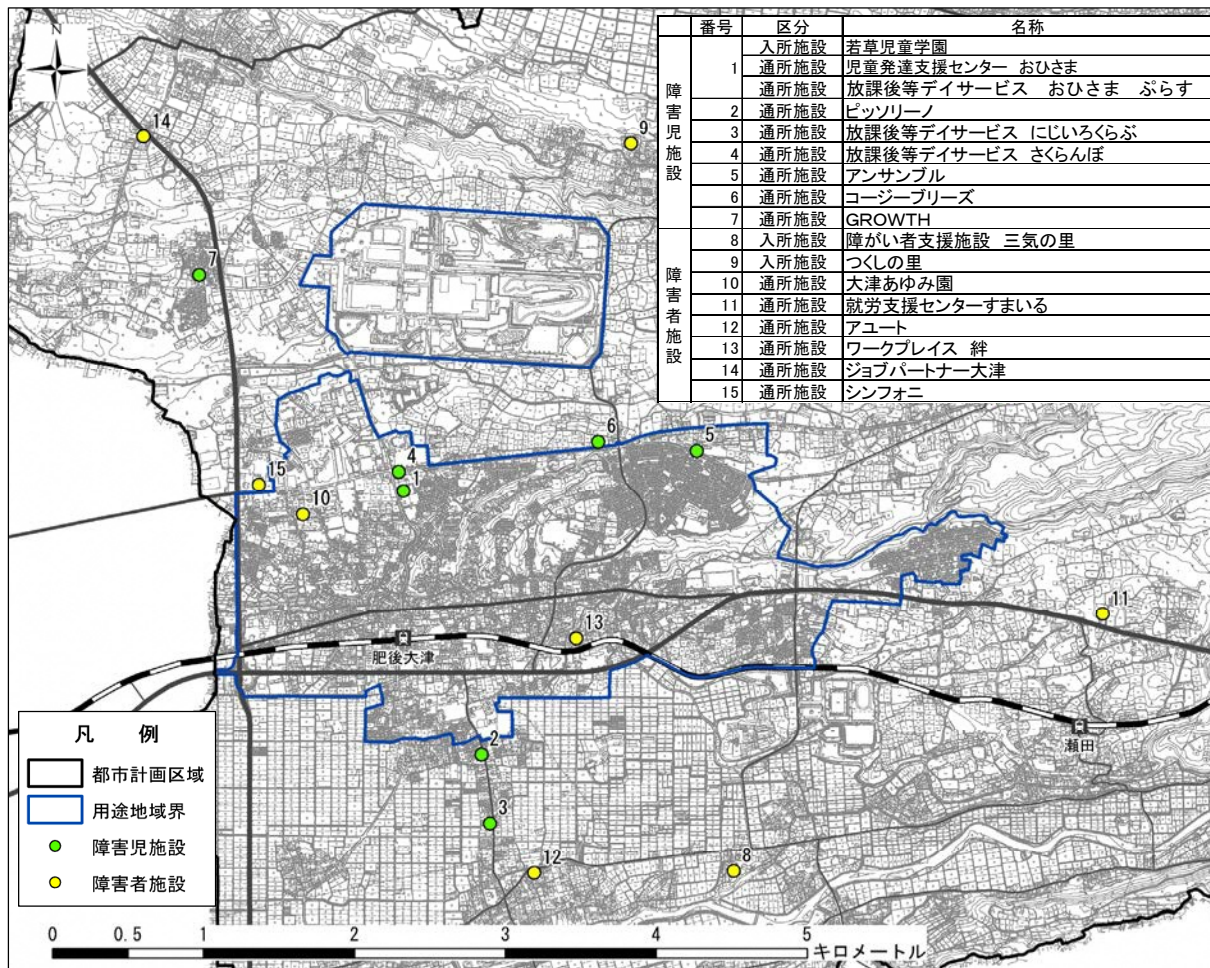 N
番号 区分 名称
障害児施設
1 入所施設 若草児童学園
通所施設 児童発達支援センター おひさま
通所施設 放課後等デイサービス おひさま ぷらす
2 通所施設 ピッソリーノ
3 通所施設 放課後等デイサービス にじいろくらぶ
4 通所施設 放課後等デイサービス さくらんぼ
5 通所施設 アンサンブル
6 通所施設 コージーブリーズ
7 通所施設 GROWTH
障害者施設
8 入所施設 障がい者支援施設 三気の里
9 入所施設 つくしの里
10 通所施設 大津あゆみ園
11 通所施設 就労支援センターすまいる
12 通所施設 アユート
13 通所施設 ワークプレイス 絆
14 通所施設 ジョブパートナー大津
15 通所施設 シンフォニ
14
9
7
6
5
4
1
15
10
11
13
肥後大津
瀬田
2
3
12
8
凡 例
都市計画区域
用途地域界
障害児施設
障害者施設
0 0.5 1 2 3 4 5 キロメートル